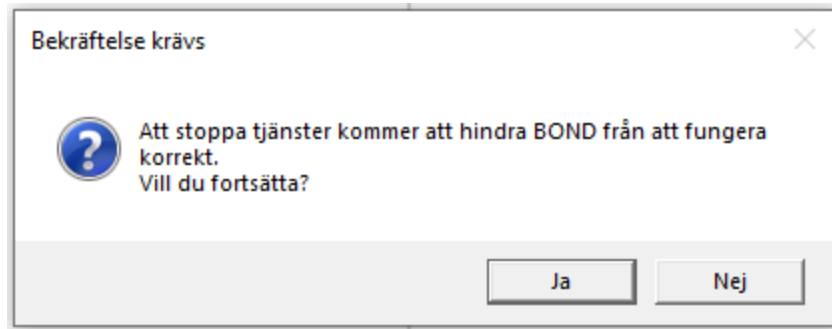 Bekräftelse krävs
Att stoppa tjänster kommer att hindra BOND från att fungera
korrekt.
Vill du fortsätta?
Ja
Nej